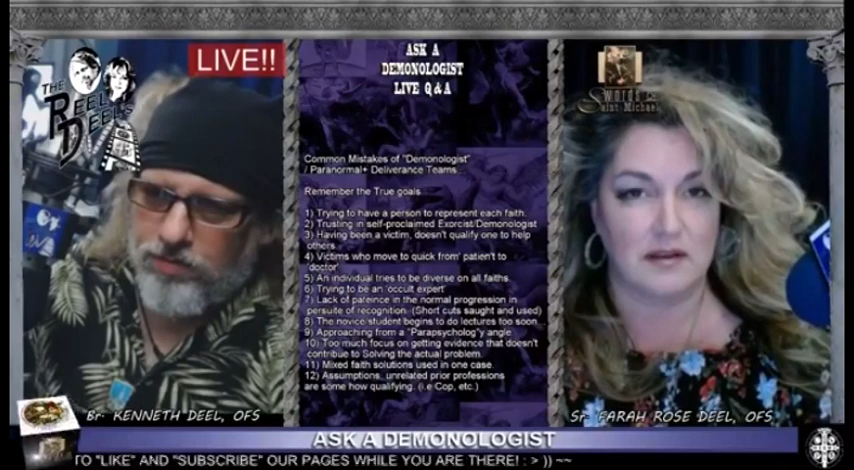 THE
REEL
DEEL'S
LIVE!!
ASK A
DEMONOLOGIST
LIVE Q & A
Common Mistakes of "Demonologist"
/ Paranormal+ Deliverance Teams...
Remember the True goals
1) Trying to have a person to represent each faith.
2) Trusting in self-proclaimed Exorcist/Demonologist
3) Having been a victim, doesn't qualify one to help
others.
4) Victims who move to quick from' patien't to
'doctor'
5) An individual tries to be diverse on all faiths.
6) Trying to be an 'occult expert'
7) Lack of patience in the normal progression in
persuite of recognition. (Short cuts saught and used)
8) The novice/student begins to do lectures too soon...
9) Approaching from a "Parapsycholog"y angle
10) Too much focus on getting evidence that doesn't
contribue to Solving the actual problem.
11) Mixed faith solutions used in one case.
12) Assumptions, unrelated prior professions
are some how qualifying. (i.e Cop, etc.)
Swords of
Saint Michael
Br. KENNETH DEEL, OFS
Sr. FARAH ROSE DEEL, OFS
ASK A DEMONOLOGIST
TO "LIKE" AND "SUBSCRIBE" OUR PAGES WHILE YOU ARE THERE! : > )) ~~